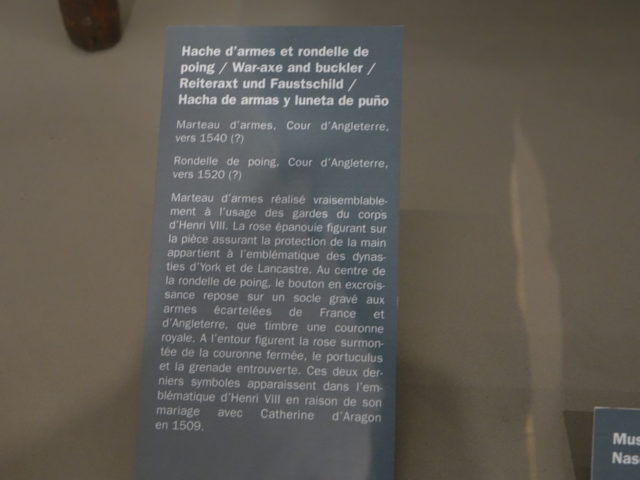 Hache d'armes et rondelle de
poing / War-axe and buckler /
Reiteraxt und Faustschild /
Hacha de armas y luneta de puño
Marteau d'armes, Cour d'Angleterre,
vers 1540 (?)
Rondelle de poing, Cour d'Angleterre,
vers 1520 (?)
Marteau d'armes réalisé vraisemblable-
ment à l'usage des gardes du corps
d'Henri VIII. La rose épanouie figurant sur
la pièce assurant la protection de la main
appartient à l'emblématique des dynas-
ties d'York et de Lancastre. Au centre de
la rondelle de poing, le bouton en excrois-
sance repose sur un socle gravé aux
armes écartelées de France et
d'Angleterre, que timbre une couronne
royale. A l'entour figurent la rose surmon-
tée de la couronne fermée, le portuculus
et la grenade entrouverte. Ces deux der-
niers symboles apparaissent dans l'em-
blématique d'Henri VIII en raison de son
mariage avec Catherine d'Aragon
en 1509.
Mus
Nas